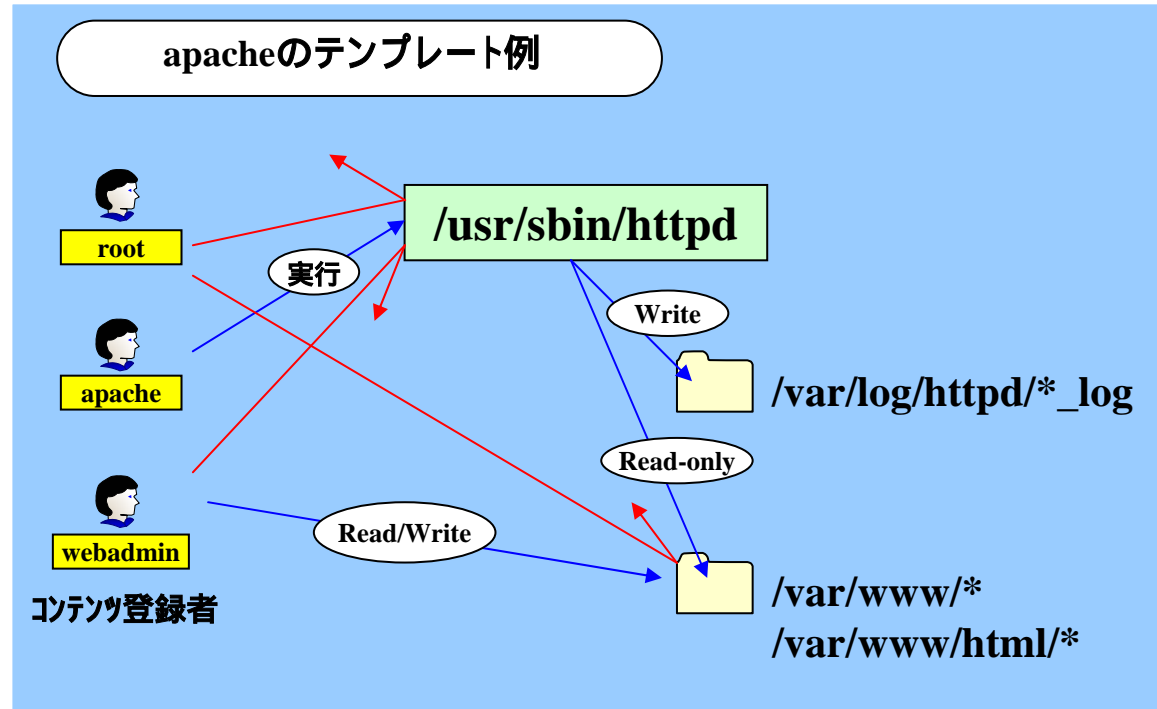 apacheのテンプレート例
root
実行
/usr/sbin/httpd
Write
apache
/var/log/httpd/*_log
Read-only
webadmin
Read/Write
コンテンツ登録者
/var/www/*
/var/www/html/*